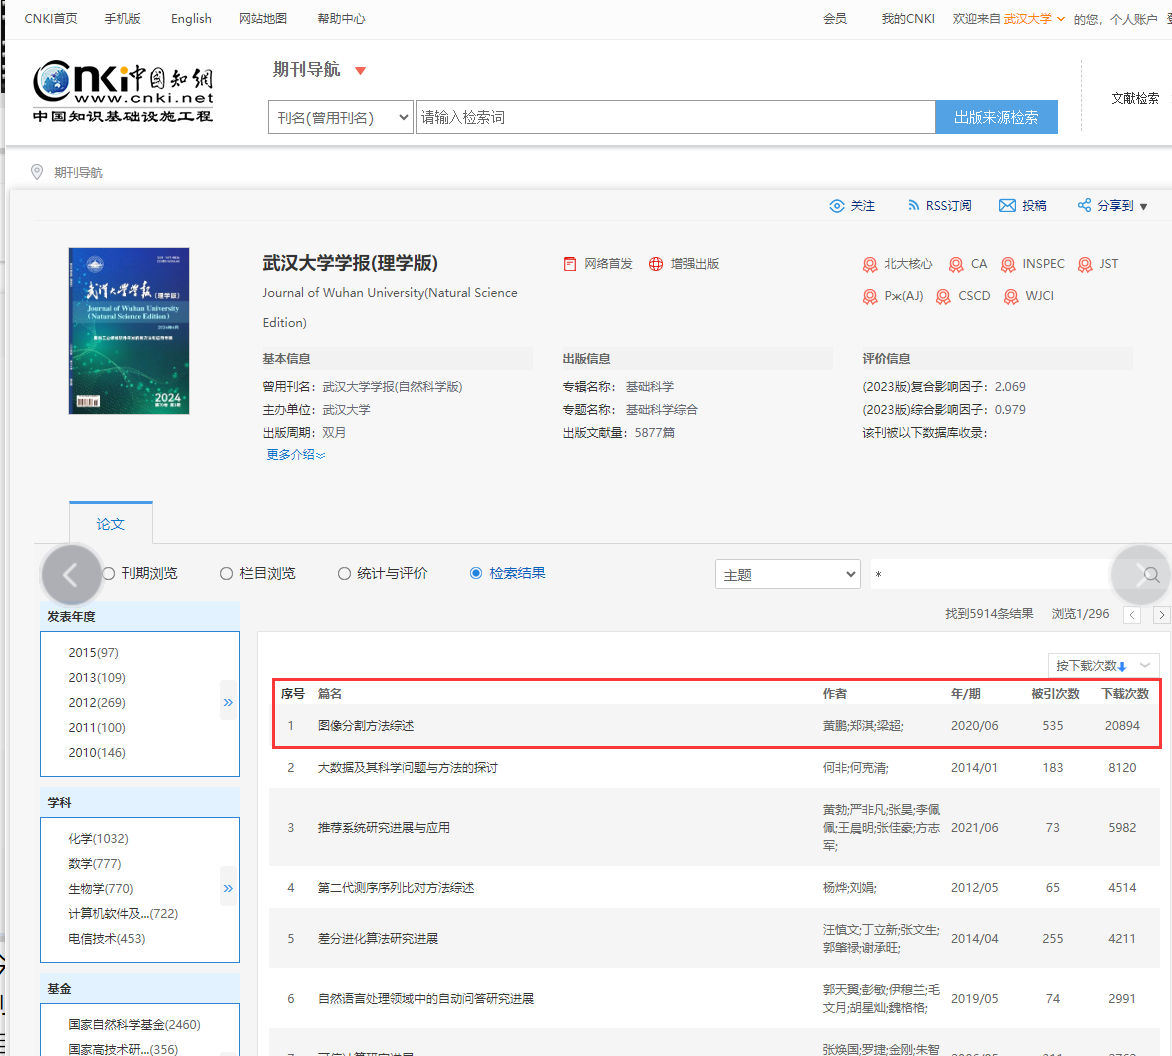 CNKI首页 手机版 English 网站地图 帮助中心 会员 我的CNKI 欢迎来自 武汉大学 的您，个人账户
Cnki中国知網
www.cnki.net
中国知识基础设施工程
期刊导航
刊名(曾用刊名) 请输入检索词 出版来源检索
文献检索
期刊导航
关注 RSS订阅 投稿 分享到
武汉大学学报(理学版)
Journal of Wuhan University(Natural Science
Edition)
网络首发 增强出版
北大核心 CA INSPEC JST
Pж(AJ) CSCD WJCI
武汉大学学报 (理学版)
Journal of Wuhan University
(Natural Science Edition)
2024
基本信息 出版信息 评价信息
曾用刊名：武汉大学学报(自然科学版) 专辑名称：基础科学 (2023版)复合影响因子：2.069
主办单位：武汉大学 专题名称：基础科学综合 (2023版)综合影响因子：0.979
出版周期：双月 出版文献量：5877篇 该刊被以下数据库收录：
更多介绍
论文
刊期浏览 栏目浏览 统计与评价 检索结果 主题 *
找到5914条结果 浏览1/296
发表年度
2015(97)
2013(109)
2012(269)
2011(100)
2010(146)
学科
化学(1032)
数学(777)
生物学(770)
计算机软件及...(722)
电信技术(453)
基金
国家自然科学基金(2460)
国家高技术研...(356)
按下载次数
序号 篇名 作者 年/期 被引次数 下载次数
1 图像分割方法综述 黄鹏;郑淇;梁超; 2020/06 535 20894
2 大数据及其科学问题与方法的探讨 何非;何克清; 2014/01 183 8120
3 推荐系统研究进展与应用 黄勃;严非凡;张昊;李佩
佩;王晨明;张佳豪;方志
军; 2021/06 73 5982
4 第二代测序序列比对方法综述 杨烨;刘娟; 2012/05 65 4514
5 差分进化算法研究进展 汪慎文;丁立新;张文生;
郭肇禄;谢承旺; 2014/04 255 4211
6 自然语言处理领域中的自动问答研究进展 郭天翼;彭敏;伊穆兰;毛
文月;胡星灿;魏格格; 2019/05 74 2991
张焕国;罗捷;金刚;朱智